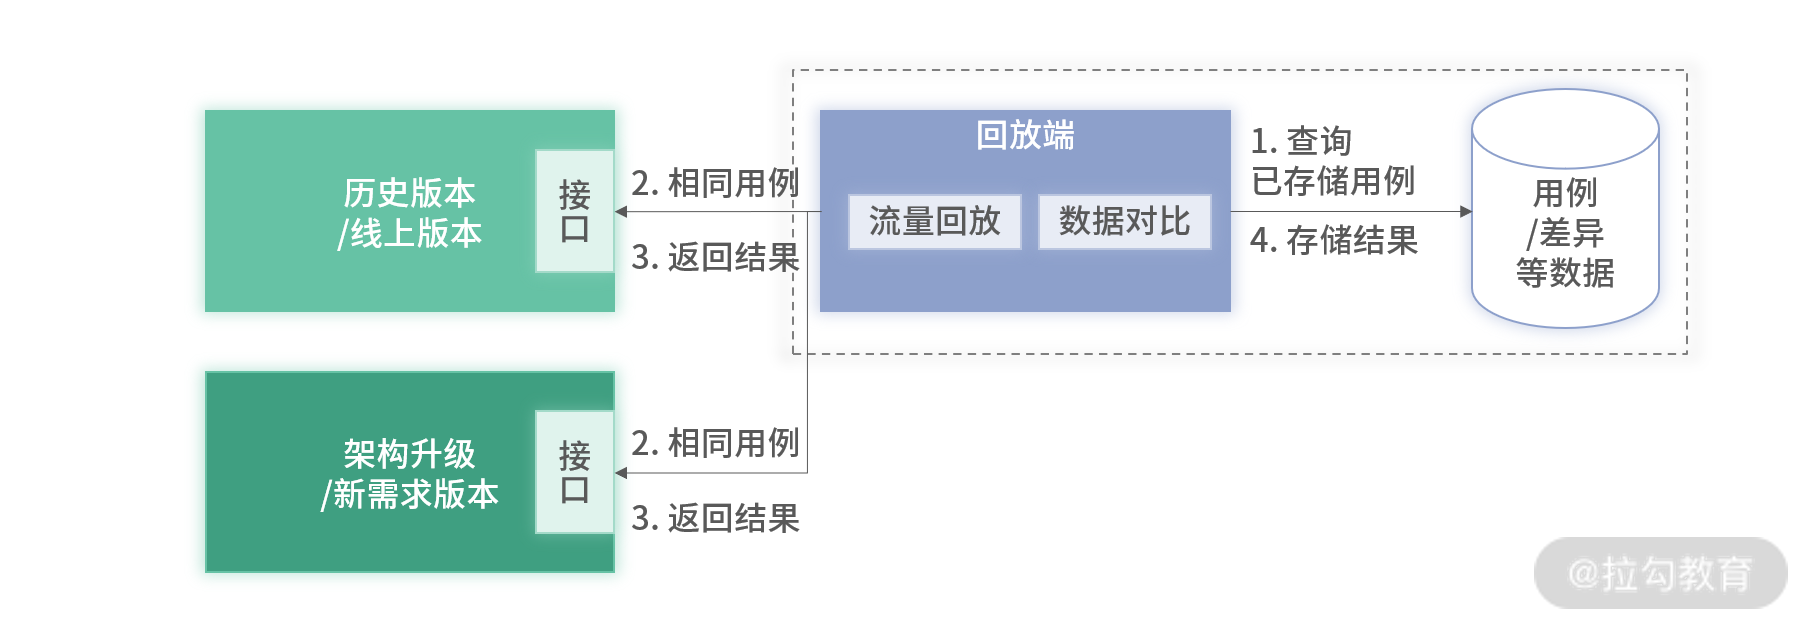 历史版本
/线上版本
接
口
2. 相同用例
3. 返回结果
回放端
流量回放
数据对比
1. 查询
已存储用例
4. 存储结果
用例
/差异
等数据
架构升级
/新需求版本
接
口
2. 相同用例
3. 返回结果
@拉勾教育